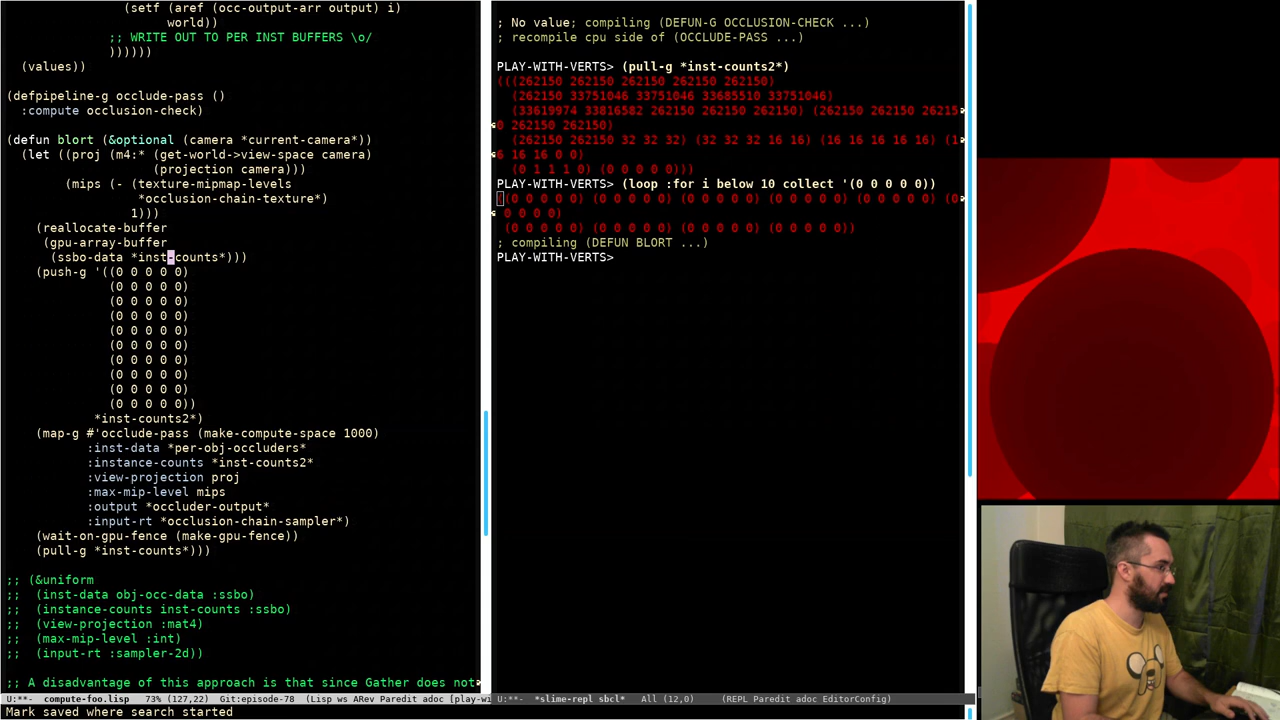 (setf (aref (occ-output-arr output) i)
world))
;; WRITE OUT TO PER INST BUFFERS \o/
))))))
(values))
(defpipeline-g occlude-pass ()
:compute occlusion-check)
(defun blort (&optional (camera *current-camera*))
(let ((proj (m4:* (get-world->view-space camera)
(projection camera)))
(mips (- (texture-mipmap-levels
*occlusion-chain-texture*)
1)))
(reallocate-buffer
(gpu-array-buffer
(ssbo-data *inst-counts*)))
(push-g '((0 0 0 0 0)
(0 0 0 0 0)
(0 0 0 0 0)
(0 0 0 0 0)
(0 0 0 0 0)
(0 0 0 0 0)
(0 0 0 0 0)
(0 0 0 0 0)
(0 0 0 0 0)
(0 0 0 0 0))
*inst-counts2*)
(map-g #'occlude-pass (make-compute-space 1000)
:inst-data *per-obj-occluders*
:instance-counts *inst-counts2*
:view-projection proj
:max-mip-level mips
:output *occluder-output*
:input-rt *occlusion-chain-sampler*)
(wait-on-gpu-fence (make-gpu-fence))
(pull-g *inst-counts*)))
;; (&uniform
;;  (inst-data obj-occ-data :ssbo)
;;  (instance-counts inst-counts :ssbo)
;;  (view-projection :mat4)
;;  (max-mip-level :int)
;;  (input-rt :sampler-2d))
;; A disadvantage of this approach is that since Gather does not
U:**-  compute-foo.lisp   73% (127,22)   Git:episode-78  (Lisp ws ARev Paredit adoc [play-wi
Mark saved where search started
; No value; compiling (DEFUN-G OCCLUSION-CHECK ...)
; recompile cpu side of (OCCLUDE-PASS ...)
PLAY-WITH-VERTS> (pull-g *inst-counts2*)
(((262150 262150 262150 262150 262150)
(262150 33751046 33751046 33685510 33751046)
(33619974 33816582 262150 262150 262150) (262150 262150 26215
0 262150 262150)
(262150 262150 32 32 32) (32 32 32 16 16) (16 16 16 16 16) (1
6 16 16 0 0)
(0 1 1 1 0) (0 0 0 0 0)))
PLAY-WITH-VERTS> (loop :for i below 10 collect '(0 0 0 0 0))
((0 0 0 0 0) (0 0 0 0 0) (0 0 0 0 0) (0 0 0 0 0) (0 0 0 0 0) (0
0 0 0 0)
(0 0 0 0 0) (0 0 0 0 0) (0 0 0 0 0) (0 0 0 0 0))
; compiling (DEFUN BLORT ...)
PLAY-WITH-VERTS>
U:**-  *slime-repl sbcl*   All (12,0)     (REPL Paredit adoc EditorConfig)